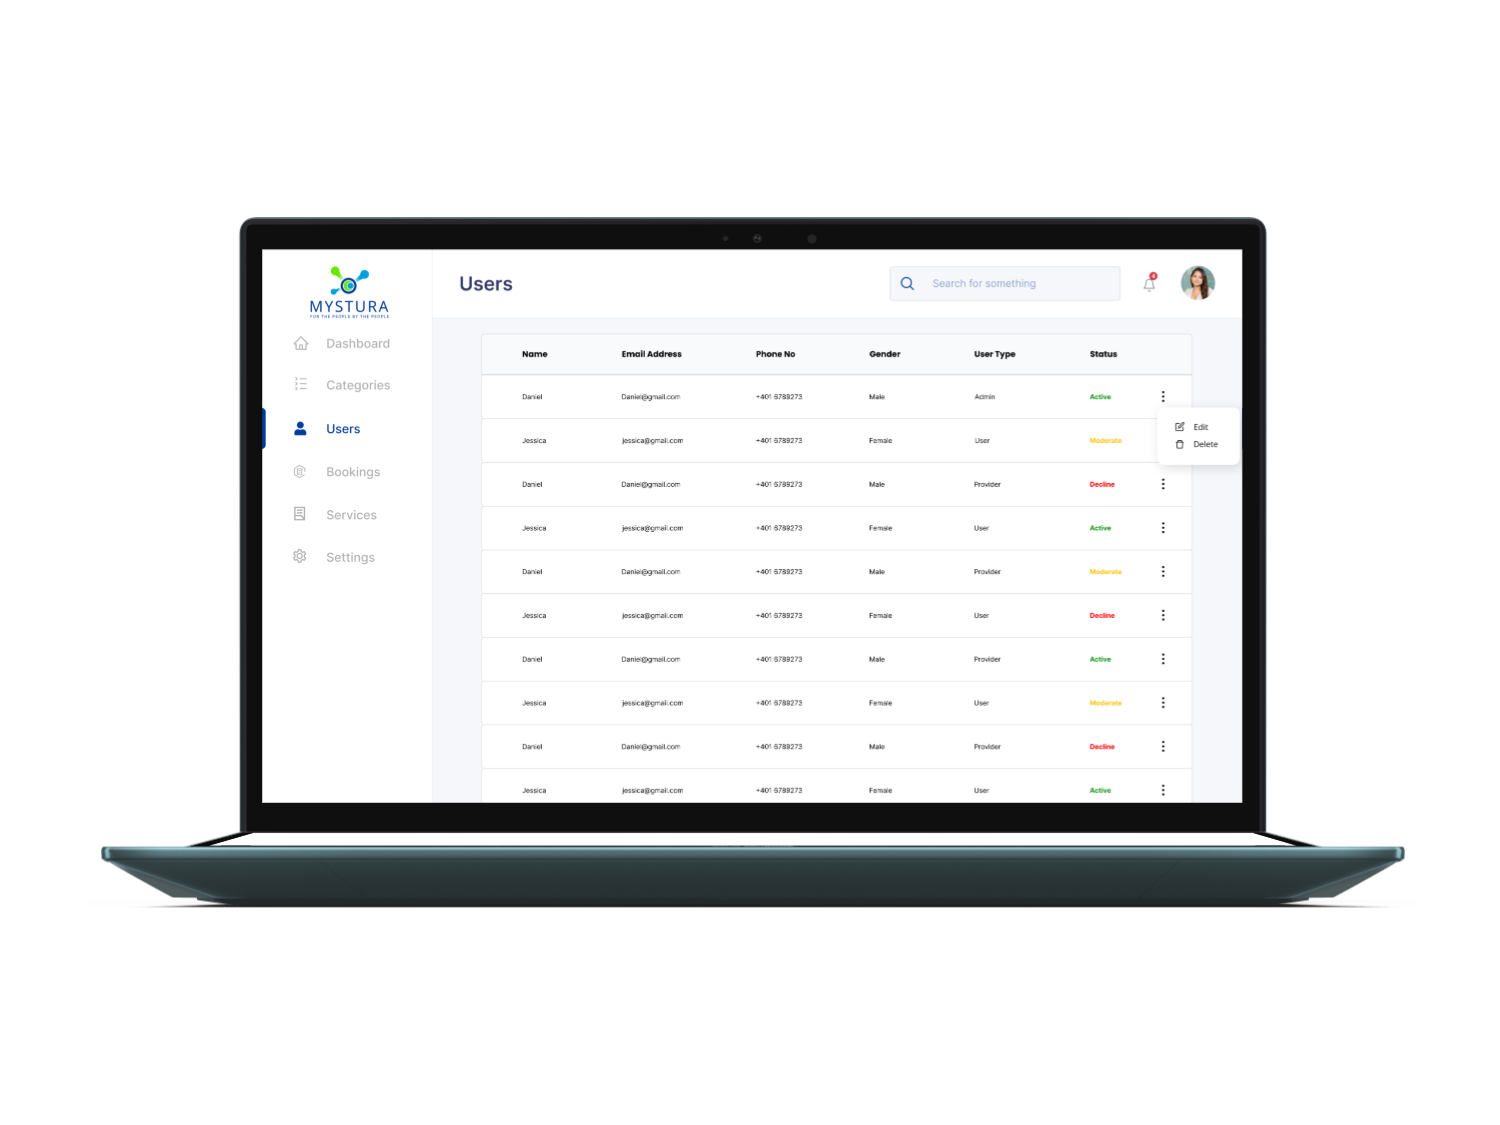 MYSTURA
FOR THE PEOPLE BY THE PEOPLE
Users
Search for something
4
Dashboard
Categories
Users
Bookings
Services
Settings
Name Email Address Phone No Gender User Type Status
Daniel Daniel@gmail.com +401 6789273 Male Admin Active
Edit
Delete
Jessica jessica@gmail.com +401 6789273 Female User Moderate
Daniel Daniel@gmail.com +401 6789273 Male Provider Decline
Jessica jessica@gmail.com +401 6789273 Female User Active
Daniel Daniel@gmail.com +401 6789273 Male Provider Moderate
Jessica jessica@gmail.com +401 6789273 Female User Decline
Daniel Daniel@gmail.com +401 6789273 Male Provider Active
Jessica jessica@gmail.com +401 6789273 Female User Moderate
Daniel Daniel@gmail.com +401 6789273 Male Provider Decline
Jessica jessica@gmail.com +401 6789273 Female User Active